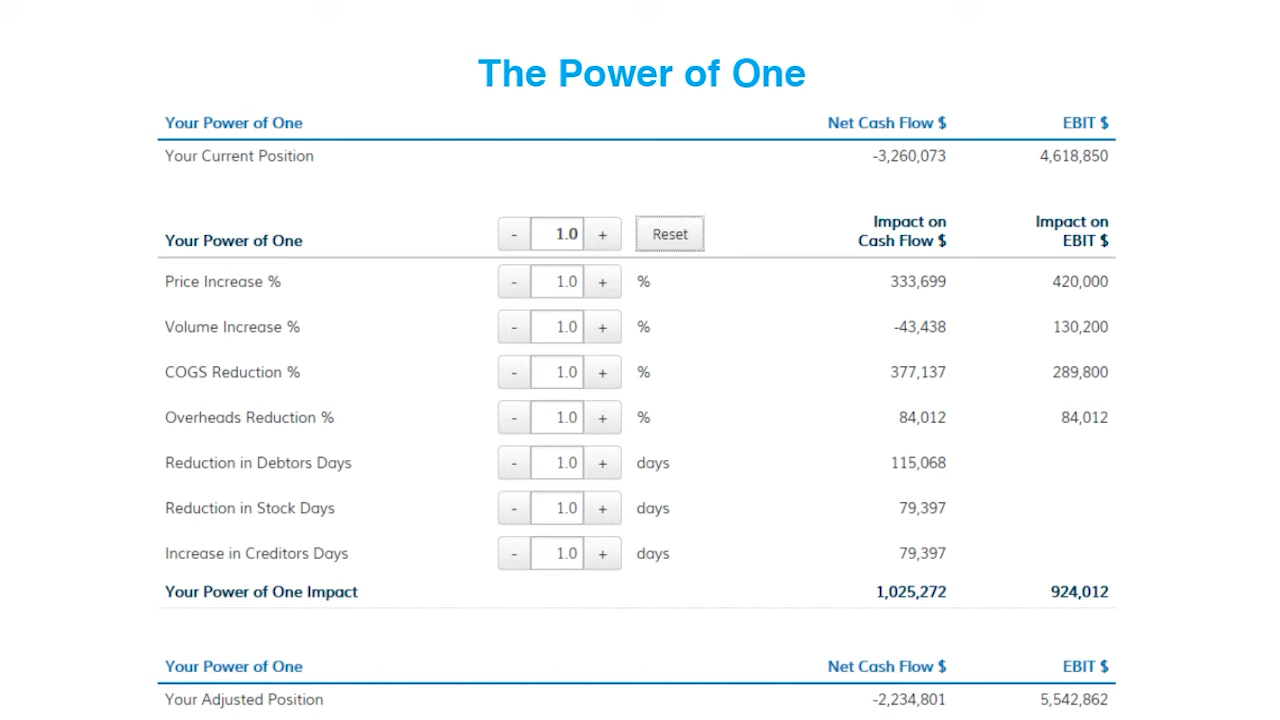 The Power of One
Your Power of One Net Cash Flow $ EBIT $
Your Current Position -3,260,073 4,618,850
Impact on Impact on
Your Power of One - 1.0 + Reset Cash Flow $ EBIT $
Price Increase % - 1.0 + % 333,699 420,000
Volume Increase % - 1.0 + % -43,438 130,200
COGS Reduction % - 1.0 + % 377,137 289,800
Overheads Reduction % - 1.0 + % 84,012 84,012
Reduction in Debtors Days - 1.0 + days 115,068
Reduction in Stock Days - 1.0 + days 79,397
Increase in Creditors Days - 1.0 + days 79,397
Your Power of One Impact 1,025,272 924,012
Your Power of One Net Cash Flow $ EBIT $
Your Adjusted Position -2,234,801 5,542,862